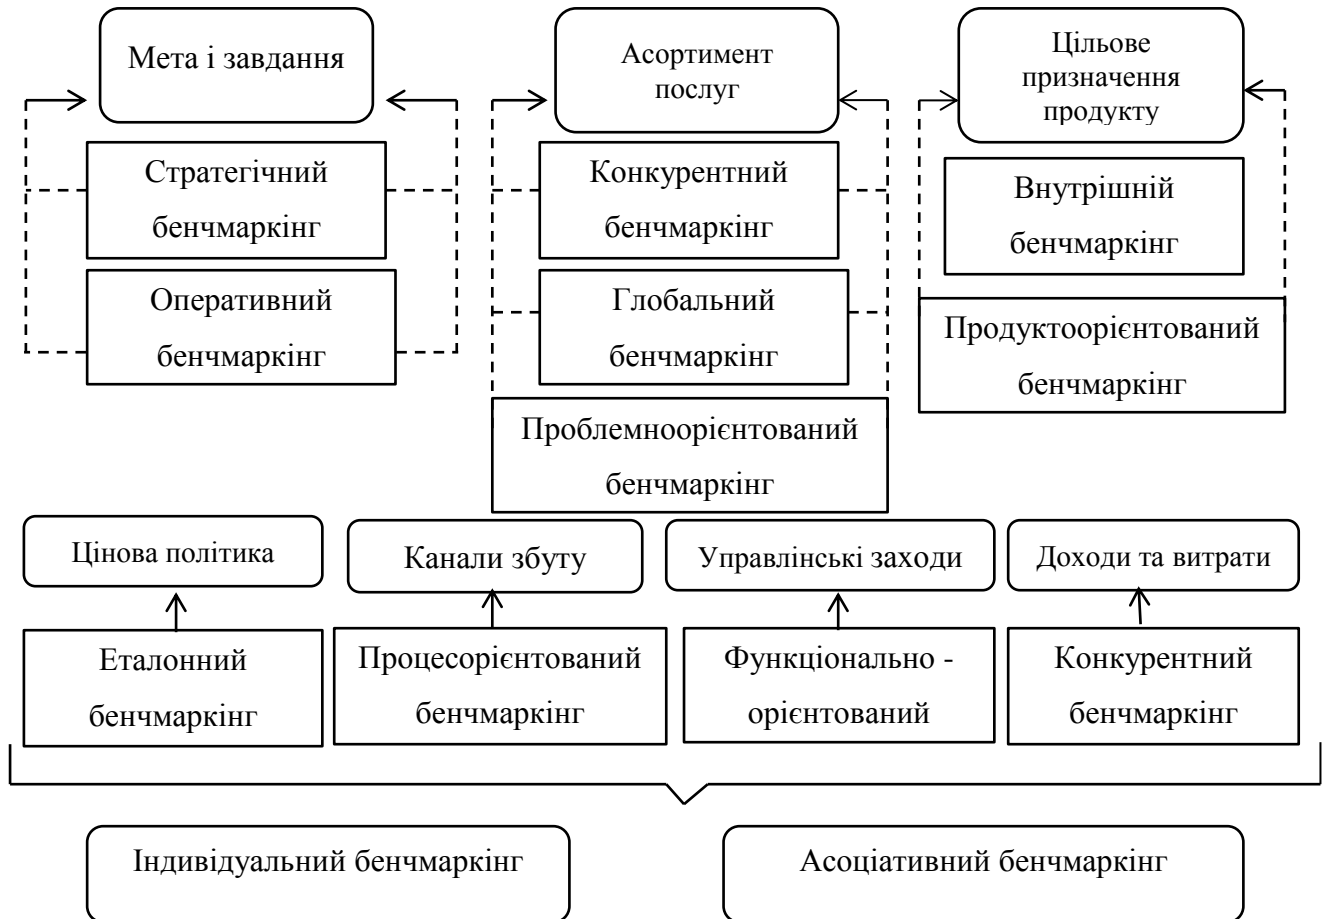 Мета і завдання
Асортимент
послуг
Цільове
призначення
продукту
Стратегічний
бенчмаркінг
Конкурентний
бенчмаркінг
Внутрішній
бенчмаркінг
Оперативний
бенчмаркінг
Глобальний
бенчмаркінг
Продуктоорієнтований
бенчмаркінг
Проблемноорієнтований
бенчмаркінг
Цінова політика
Канали збуту
Управлінські заходи
Доходи та витрати
Еталонний
бенчмаркінг
Процесорієнтований
бенчмаркінг
Функціонально -
орієнтований
Конкурентний
бенчмаркінг
Індивідуальний бенчмаркінг
Асоціативний бенчмаркінг